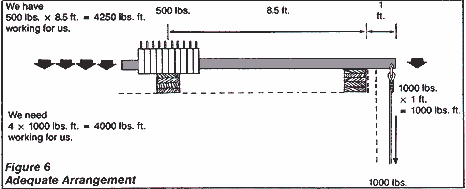 We have
500 lbs. x 8.5 ft. = 4250 lbs. ft.
working for us.
500 lbs.
8.5 ft.
1
ft.
We need
4 x 1000 lbs. ft. = 4000 lbs. ft.
working for us.
1000 lbs.
x 1 ft.
= 1000 lbs. ft.
Figure 6
Adequate Arrangement
1000 lbs.